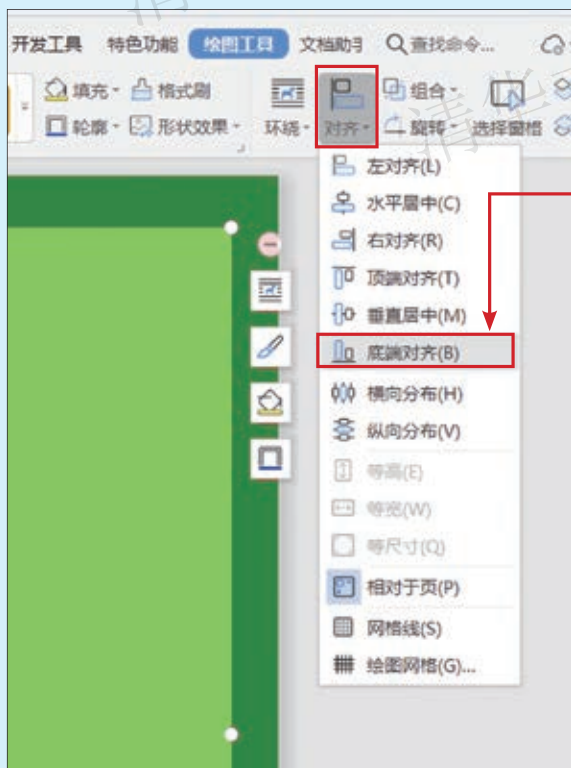 开发工具 特色功能 绘图工具 文档助手 查找命令...
填充 格式刷 组合
轮廓 形状效果 环绕 对齐 旋转 选择窗格
左对齐(L)
水平居中(C)
右对齐(R)
顶端对齐(T)
垂直居中(M)
底端对齐(B)
横向分布(H)
纵向分布(V)
等高(E)
等宽(W)
等尺寸(Q)
相对于页(P)
网格线(S)
绘图网格(G)...